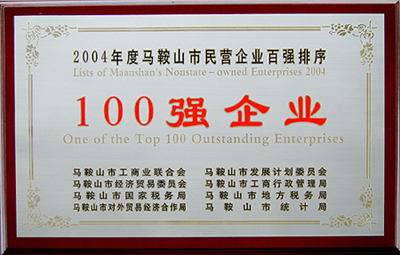 2004年度马鞍山市民营企业百强排序
Lists of Maanshan's Nonstate-owned Enterprises 2004
100强企业
One of the Top 100 Outstanding Enterprises
马鞍山市工商业联合会 马鞍山市发展计划委员会
马鞍山市经济贸易委员会 马鞍山市工商行政管理局
马鞍山市国家税务局 马鞍山市地方税务局
马鞍山市对外贸易经济合作局 马鞍山市统计局